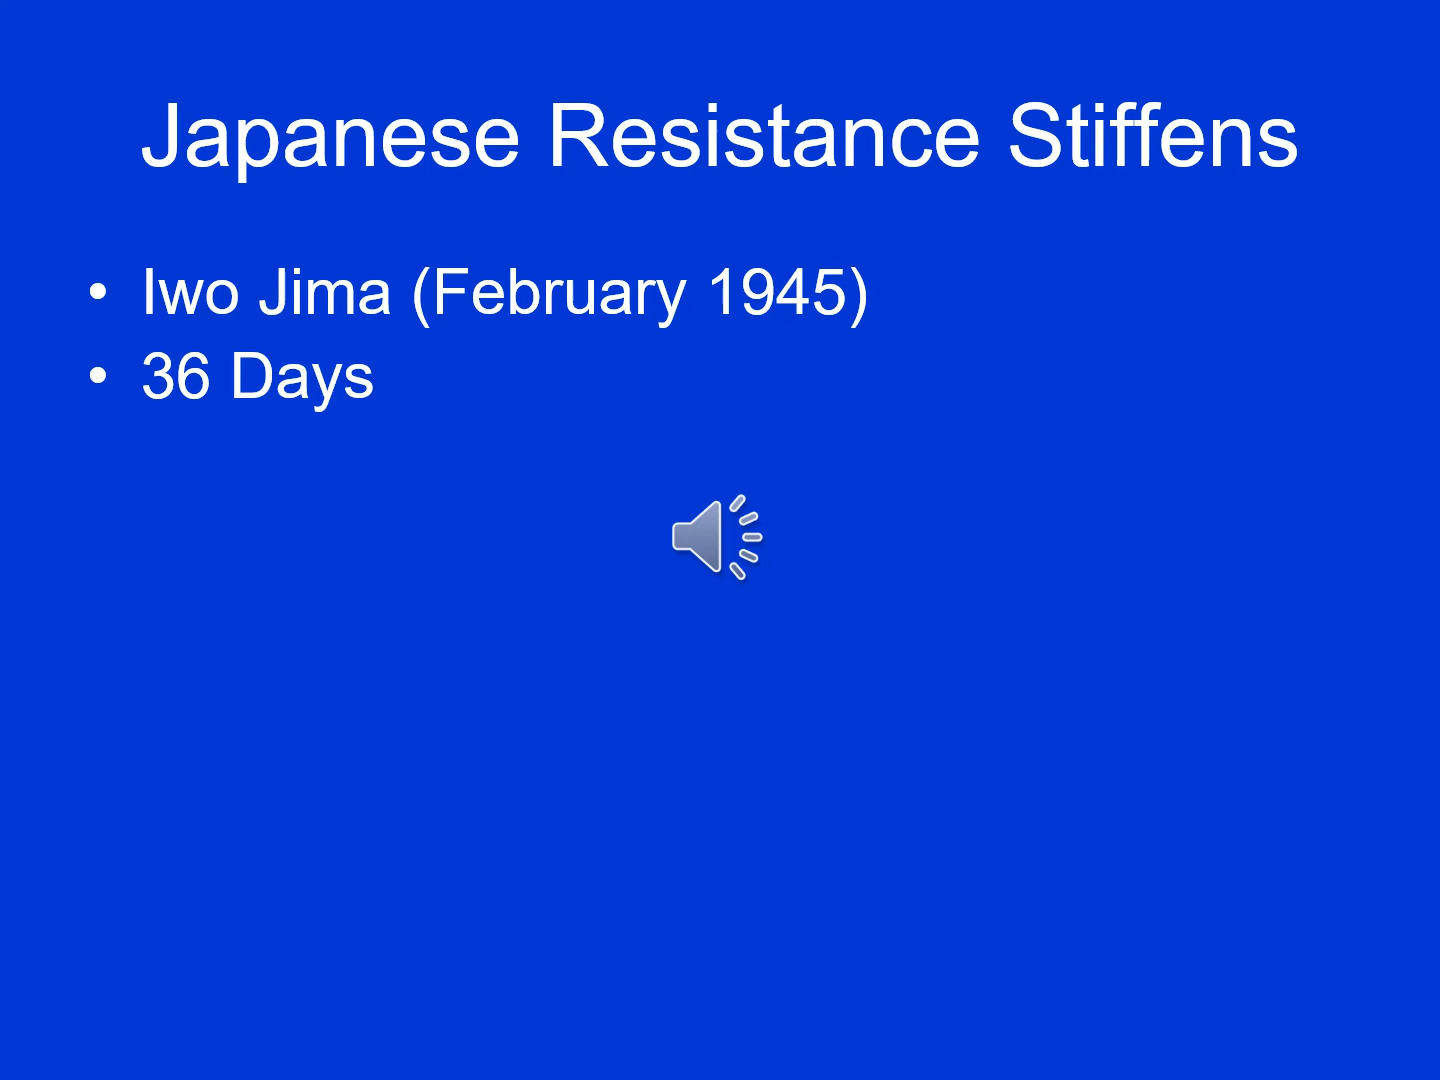 Japanese Resistance Stiffens
• Iwo Jima (February 1945)
• 36 Days